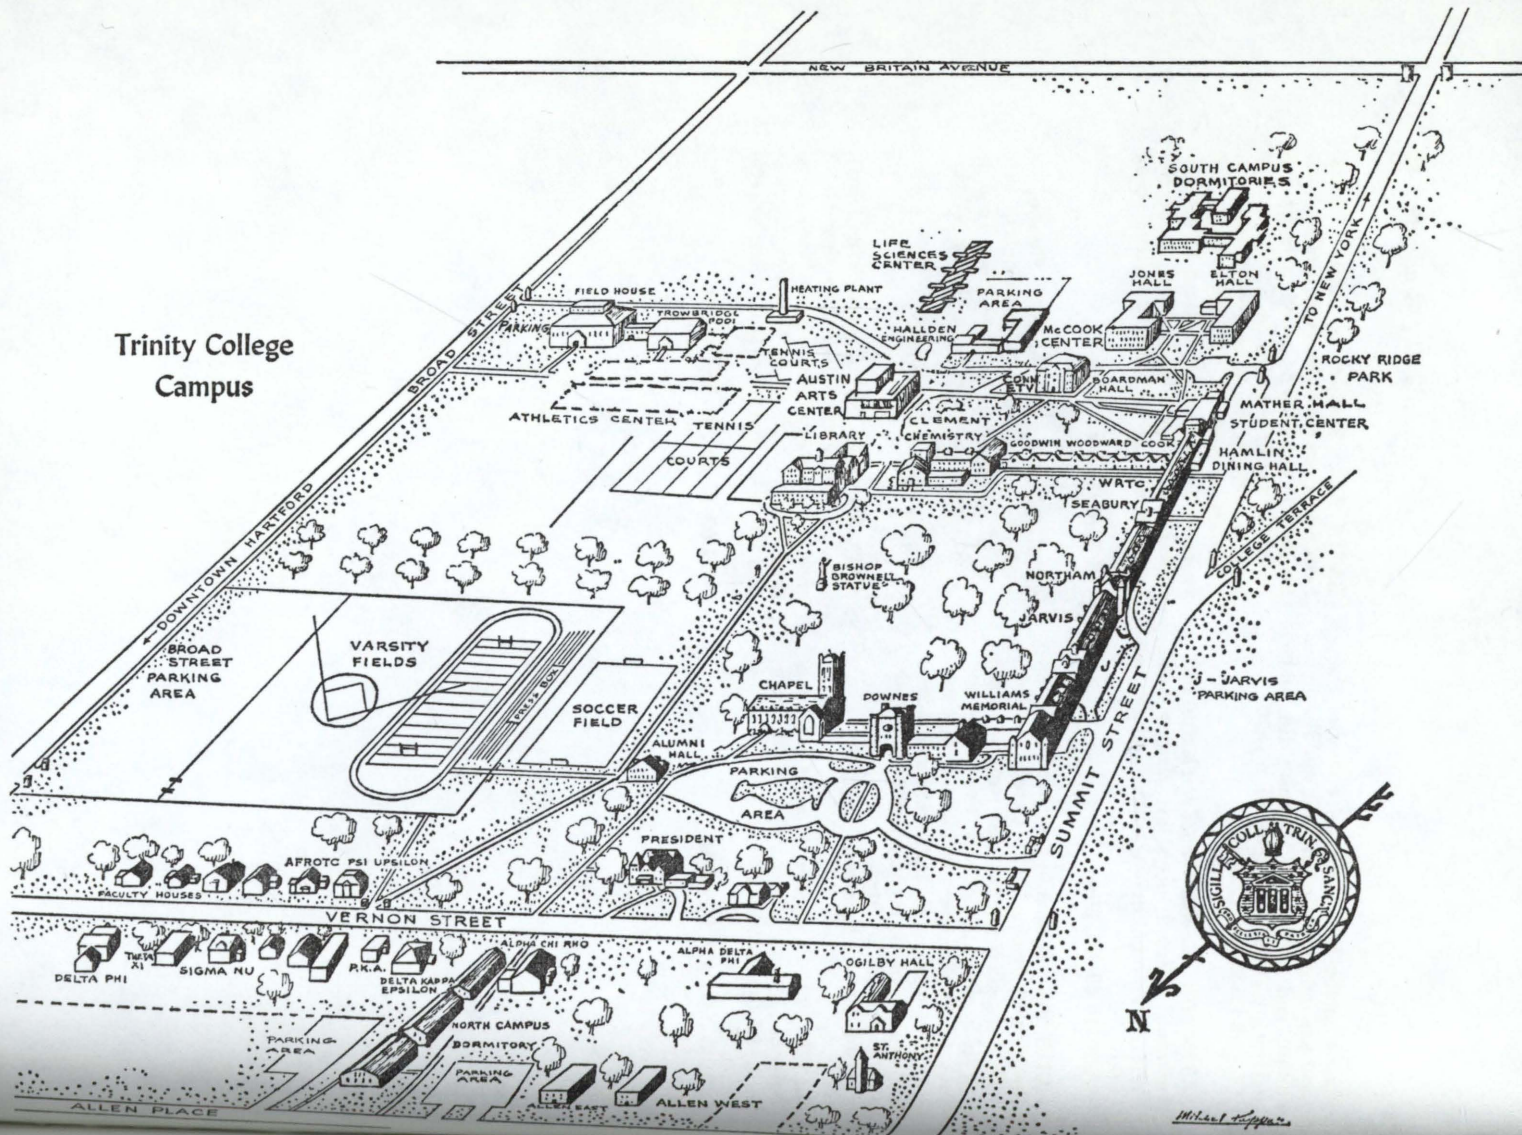 NEW BRITAIN AVENUE
SOUTH CAMPUS
DORMITORIES
TO NEW YORK
LIFE
SCIENCES
CENTER
JONES
HALL
ELTON
HALL
HEATING PLANT
FIELD HOUSE
PARKING
AREA
PARKING
TROWBRIDGE
POOL
HALLDEN
ENGINEERING
McCOOK
CENTER
Trinity College
Campus
BROAD STREET
TENNIS
COURTS
ROCKY RIDGE
PARK
AUSTIN
ARTS
CENTER
CONN
ETV
BOARDMAN
HALL
MATHER HALL
STUDENT CENTER
ATHLETICS CENTER
TENNIS
COURTS
CLEMENT
CHEMISTRY
LIBRARY
GOODWIN WOODWARD COOK
HAMLIN
DINING HALL
WRTC
SEABURY
COLLEGE TERRACE
DOWNTOWN HARTFORD
BISHOP
BROWNELL
STATUE
NORTHAM
JARVIS
BROAD
STREET
PARKING
AREA
VARSITY
FIELDS
PRESS BOX
SOCCER
FIELD
CHAPEL
DOWNES
WILLIAMS
MEMORIAL
J
J-JARVIS
PARKING AREA
ALUMNI
HALL
PARKING
AREA
SUMMIT STREET
PRESIDENT
FACULTY HOUSES
AFROTC PSI UPSILON
SIGILL COLL TRIN SANCT
VERNON STREET
DELTA PHI
THETA
XI
SIGMA NU
P.K.A.
DELTA KAPPA
EPSILON
ALPHA CHI RHO
ALPHA DELTA
PHI
OGILBY HALL
N
NORTH CAMPUS
DORMITORY
PARKING
AREA
PARKING
AREA
ST.
ANTHONY
ALLEN EAST
ALLEN WEST
ALLEN PLACE